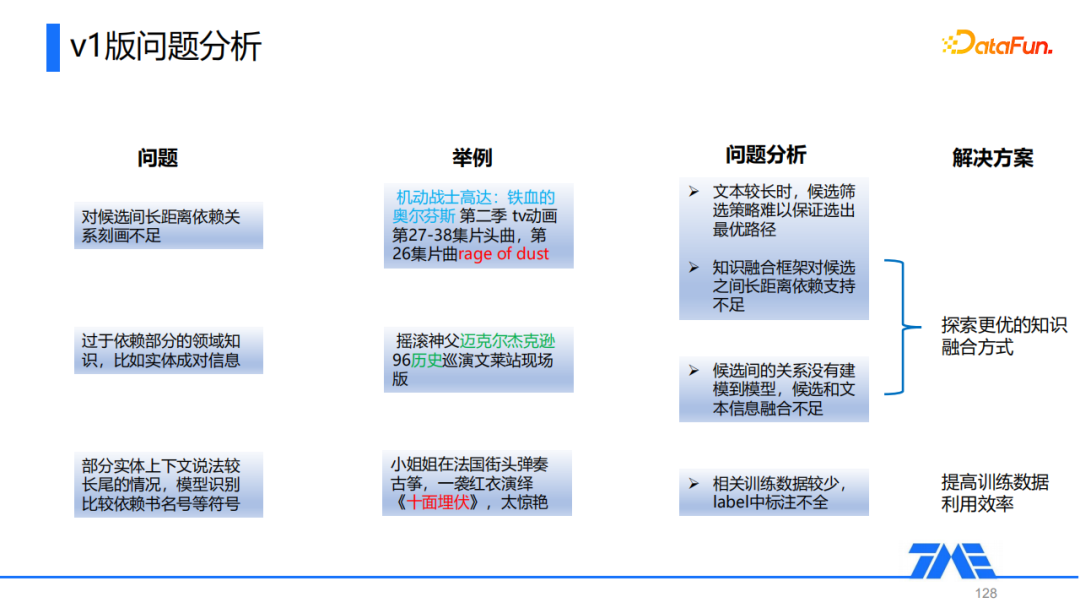 v1版问题分析
DataFun.
问题
举例
问题分析
解决方案
对候选间长距离依赖关
系刻画不足
机动战士高达：铁血的
奥尔芬斯 第二季 tv动画
第27-38集片头曲，第
26集片曲rage of dust
文本较长时，候选筛
选策略难以保证选出
最优路径
知识融合框架对候选
之间长距离依赖支持
不足
过于依赖部分的领域知
识，比如实体成对信息
摇滚神父迈克尔杰克逊
96历史巡演文莱站现场
版
候选间的关系没有建
模到模型，候选和文
本信息融合不足
探索更优的知识
融合方式
部分实体上下文说法较
长尾的情况，模型识别
比较依赖书名号等符号
小姐姐在法国街头弹奏
古筝，一袭红衣演绎
《十面埋伏》，太惊艳
相关训练数据较少，
label中标注不全
提高训练数据
利用效率
TME
128